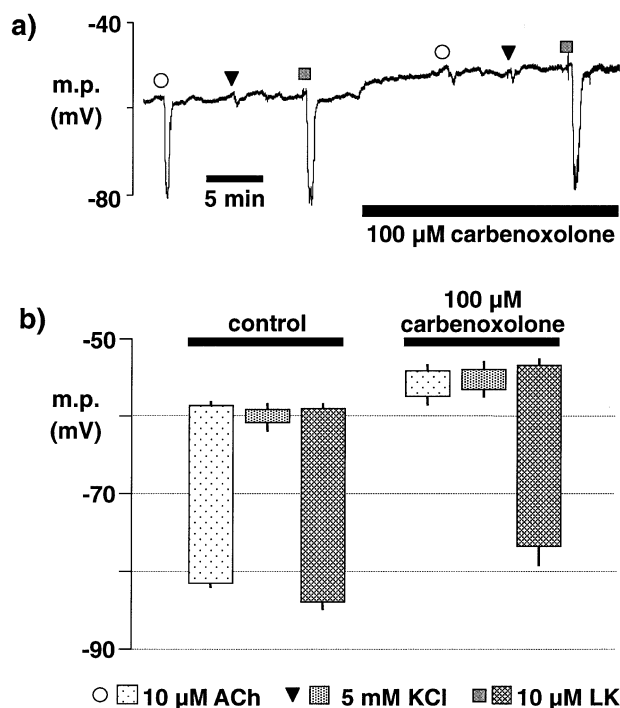 a)
-40
m.p.
(mV)
-80
5 min
100 µM carbenoxolone
b)
100 µM
control
carbenoxolone
-50
m.p.
(mV)
-70
-90
10 µM ACh
5 mM KCl
10 µM LK